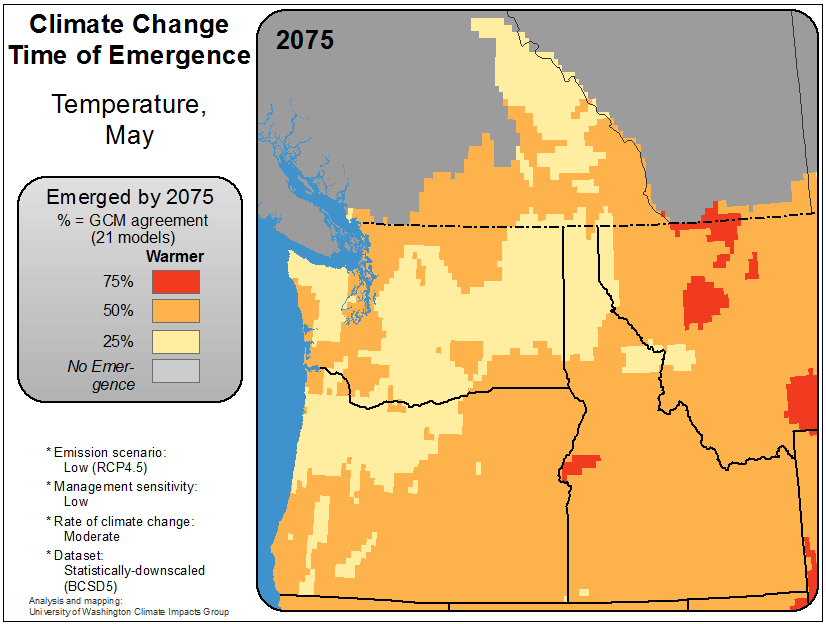 Climate Change
Time of Emergence
Temperature,
May
Emerged by 2075
% = GCM agreement
(21 models)
Warmer
75%
50%
25%
No Emer-
gence
* Emission scenario:
Low (RCP4.5)
* Management sensitivity:
Low
* Rate of climate change:
Moderate
* Dataset:
Statistically-downscaled
(BCSD5)
Analysis and mapping:
University of Washington Climate Impacts Group
2075